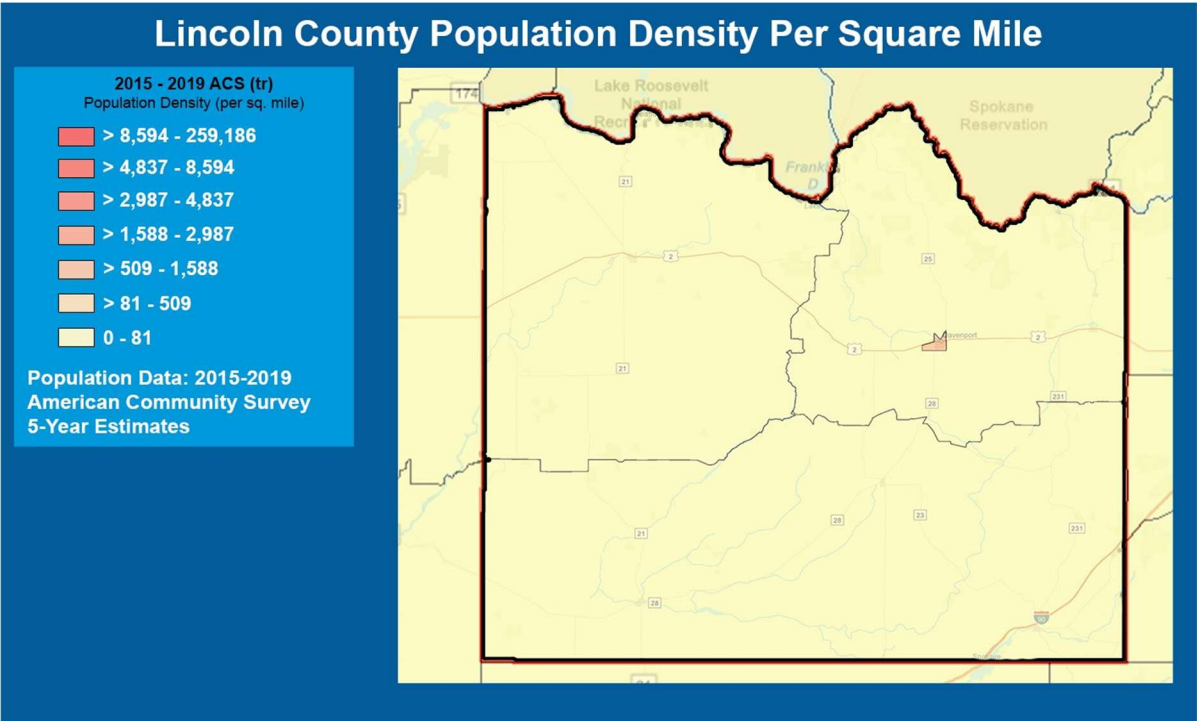 Lincoln County Population Density Per Square Mile
2015 - 2019 ACS (tr)
Population Density (per sq. mile)
> 8,594 - 259,186
> 4,837 - 8,594
> 2,987 - 4,837
> 1,588 - 2,987
> 509 - 1,588
> 81 - 509
0 - 81
Population Data: 2015-2019
American Community Survey
5-Year Estimates
174
Lake Roosevelt
National
Spokane
Reservation
21
2
25
2
2
21
28
231
21
28
23
231
28
90